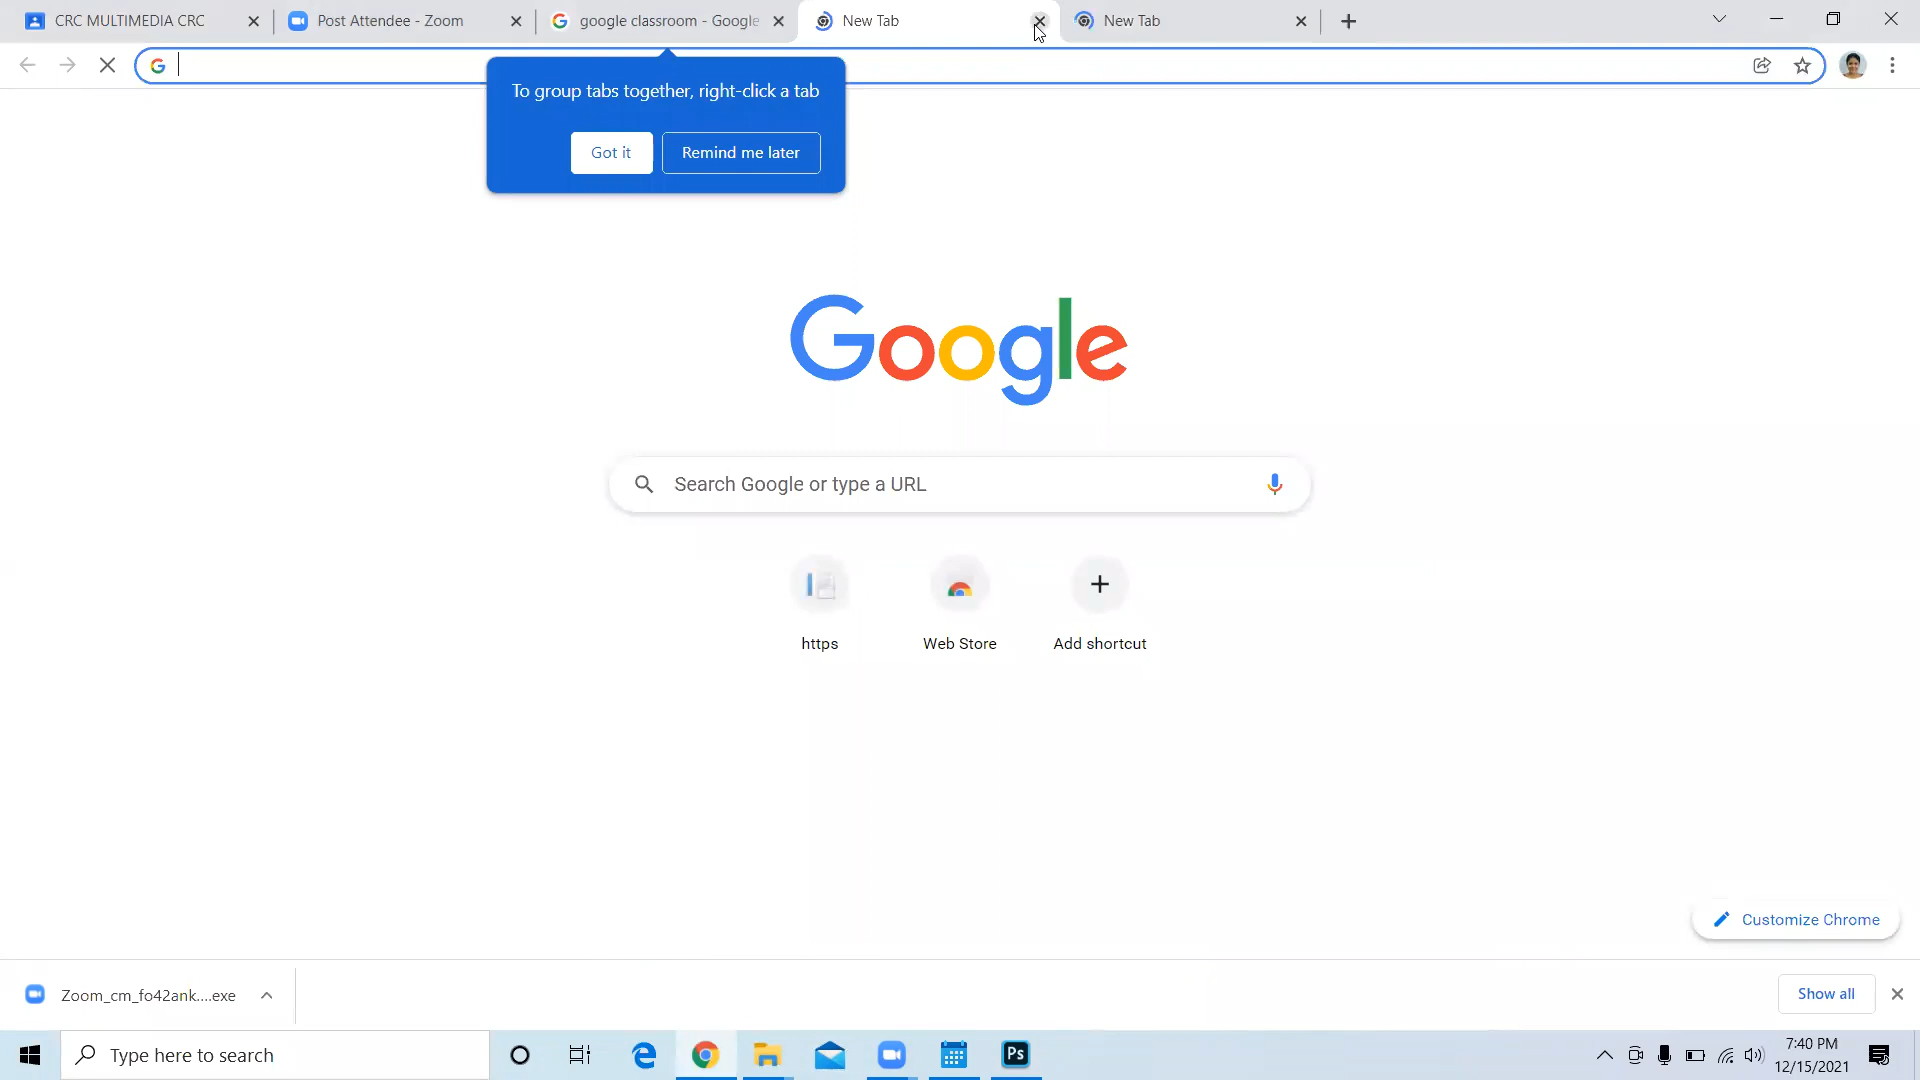 CRC MULTIMEDIA CRC
Post Attendee - Zoom
google classroom - Google
New Tab
New Tab
To group tabs together, right-click a tab
Got it
Remind me later
Google
Search Google or type a URL
https
Web Store
Add shortcut
Customize Chrome
Zoom_cm_fo42ank....exe
Show all
Type here to search
Ps
7:40 PM
12/15/2021